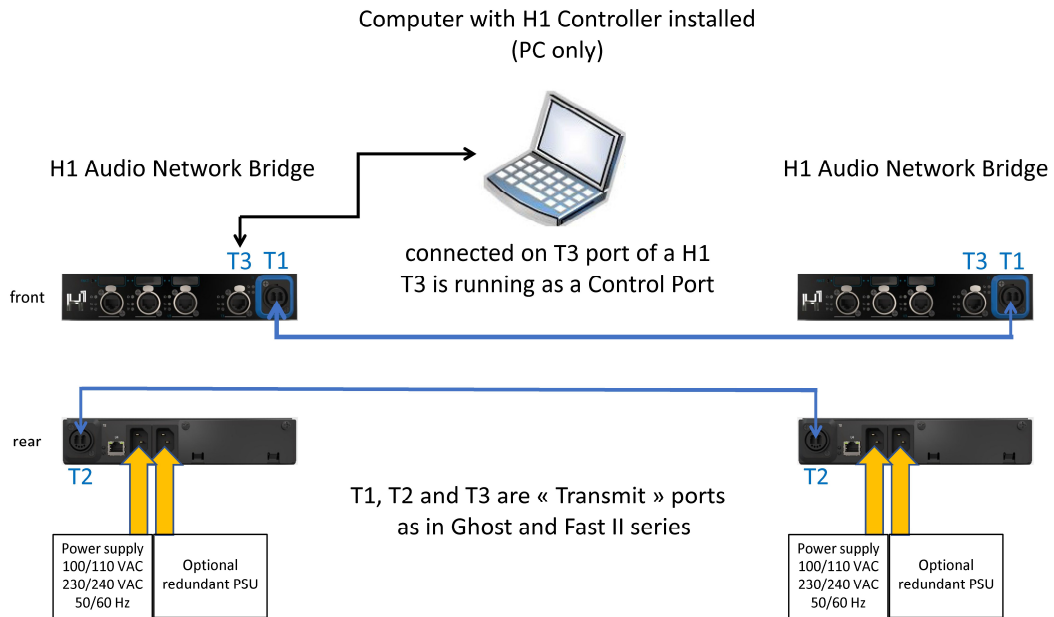 Computer with H1 Controller installed
(PC only)
H1 Audio Network Bridge
H1 Audio Network Bridge
connected on T3 port of a H1
T3 is running as a Control Port
T3 T1
T3 T1
front
H1
H1
rear
T2
T2
T1, T2 and T3 are « Transmit » ports
as in Ghost and Fast II series
Power supply
100/110 VAC
230/240 VAC
50/60 Hz
Optional
redundant PSU
Power supply
100/110 VAC
230/240 VAC
50/60 Hz
Optional
redundant PSU